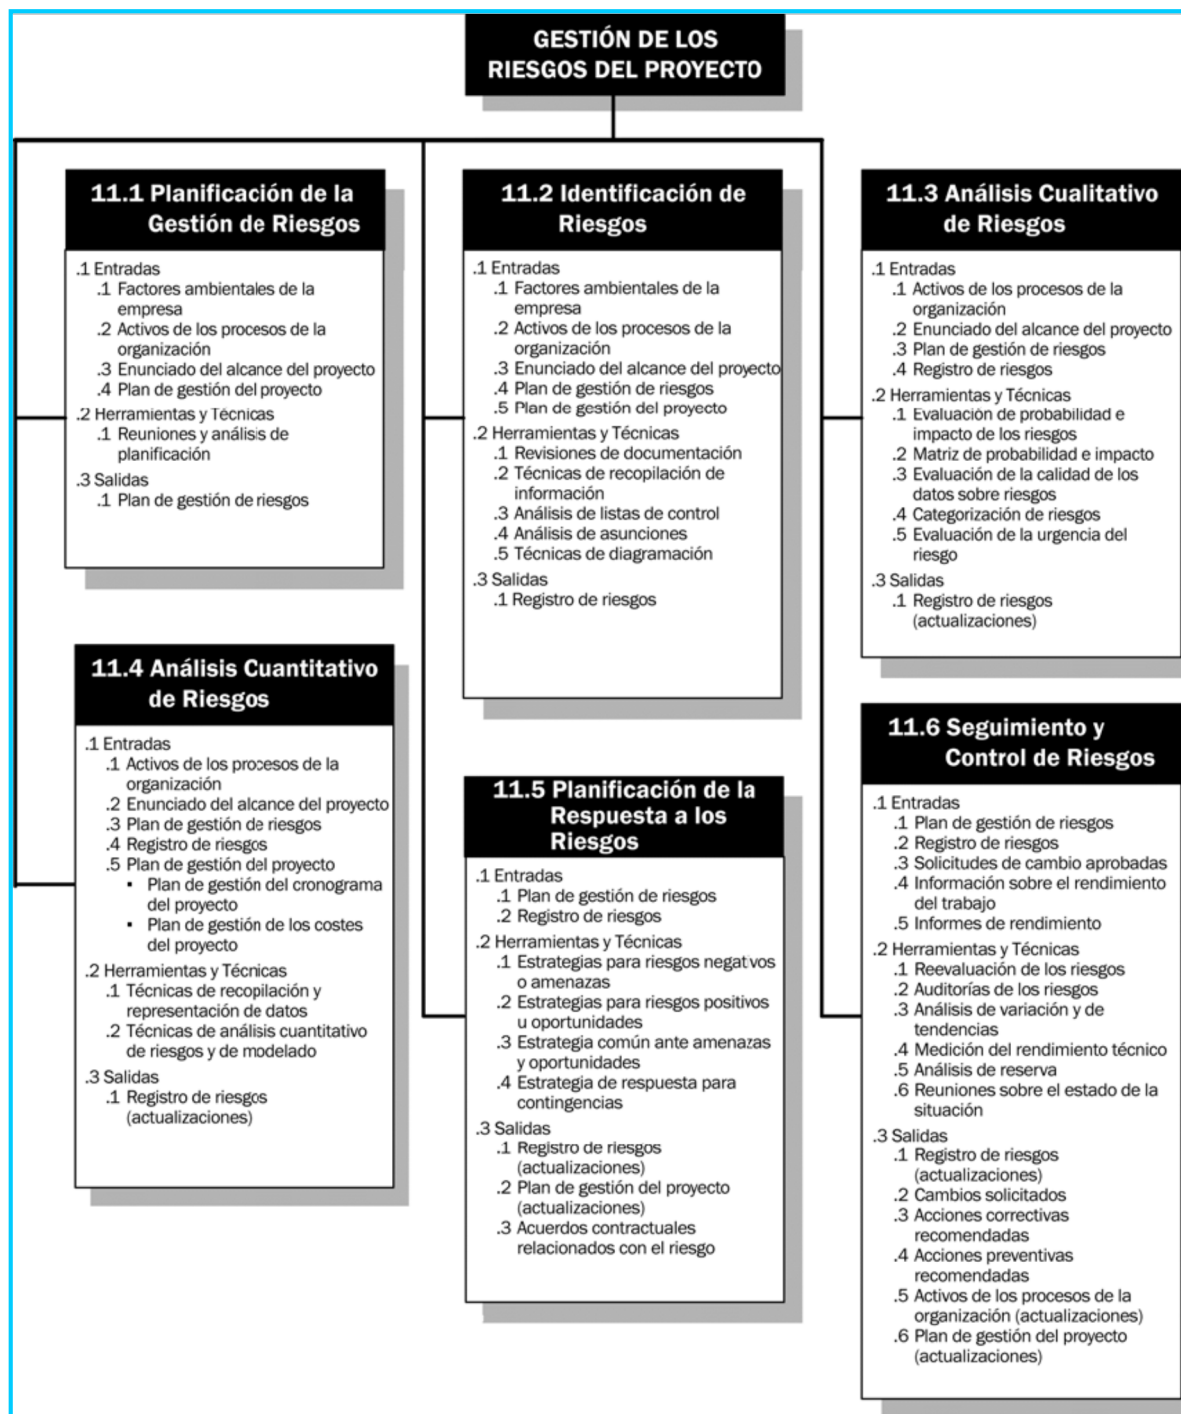 GESTIÓN DE LOS
RIESGOS DEL PROYECTO
11.1 Planificación de la
Gestión de Riesgos
.1 Entradas
.1 Factores ambientales de la
empresa
.2 Activos de los procesos de la
organización
.3 Enunciado del alcance del proyecto
.4 Plan de gestión del proyecto
.2 Herramientas y Técnicas
.1 Reuniones y análisis de
planificación
.3 Salidas
.1 Plan de gestión de riesgos
11.2 Identificación de
Riesgos
.1 Entradas
.1 Factores ambientales de la
empresa
.2 Activos de los procesos de la
organización
.3 Enunciado del alcance del proyecto
.4 Plan de gestión de riesgos
.5 Plan de gestión del proyecto
.2 Herramientas y Técnicas
.1 Revisiones de documentación
.2 Técnicas de recopilación de
información
.3 Análisis de listas de control
.4 Análisis de asunciones
.5 Técnicas de diagramación
.3 Salidas
.1 Registro de riesgos
11.3 Análisis Cualitativo
de Riesgos
.1 Entradas
.1 Activos de los procesos de la
organización
.2 Enunciado del alcance del proyecto
.3 Plan de gestión de riesgos
.4 Registro de riesgos
.2 Herramientas y Técnicas
.1 Evaluación de probabilidad e
impacto de los riesgos
.2 Matriz de probabilidad e impacto
.3 Evaluación de la calidad de los
datos sobre riesgos
.4 Categorización de riesgos
.5 Evaluación de la urgencia del
riesgo
.3 Salidas
.1 Registro de riesgos
(actualizaciones)
11.4 Análisis Cuantitativo
de Riesgos
.1 Entradas
.1 Activos de los procesos de la
organización
.2 Enunciado del alcance del proyecto
.3 Plan de gestión de riesgos
.4 Registro de riesgos
.5 Plan de gestión del proyecto
▪ Plan de gestión del cronograma
del proyecto
▪ Plan de gestión de los costes
del proyecto
.2 Herramientas y Técnicas
.1 Técnicas de recopilación y
representación de datos
.2 Técnicas de análisis cuantitativo
de riesgos y de modelado
.3 Salidas
.1 Registro de riesgos
(actualizaciones)
11.5 Planificación de la
Respuesta a los
Riesgos
.1 Entradas
.1 Plan de gestión de riesgos
.2 Registro de riesgos
.2 Herramientas y Técnicas
.1 Estrategias para riesgos negativos
o amenazas
.2 Estrategias para riesgos positivos
u oportunidades
.3 Estrategia común ante amenazas
y oportunidades
.4 Estrategia de respuesta para
contingencias
.3 Salidas
.1 Registro de riesgos
(actualizaciones)
.2 Plan de gestión del proyecto
(actualizaciones)
.3 Acuerdos contractuales
relacionados con el riesgo
11.6 Seguimiento y
Control de Riesgos
.1 Entradas
.1 Plan de gestión de riesgos
.2 Registro de riesgos
.3 Solicitudes de cambio aprobadas
.4 Información sobre el rendimiento
del trabajo
.5 Informes de rendimiento
.2 Herramientas y Técnicas
.1 Reevaluación de los riesgos
.2 Auditorías de los riesgos
.3 Análisis de variación y de
tendencias
.4 Medición del rendimiento técnico
.5 Análisis de reserva
.6 Reuniones sobre el estado de la
situación
.3 Salidas
.1 Registro de riesgos
(actualizaciones)
.2 Cambios solicitados
.3 Acciones correctivas
recomendadas
.4 Acciones preventivas
recomendadas
.5 Activos de los procesos de la
organización (actualizaciones)
.6 Plan de gestión del proyecto
(actualizaciones)